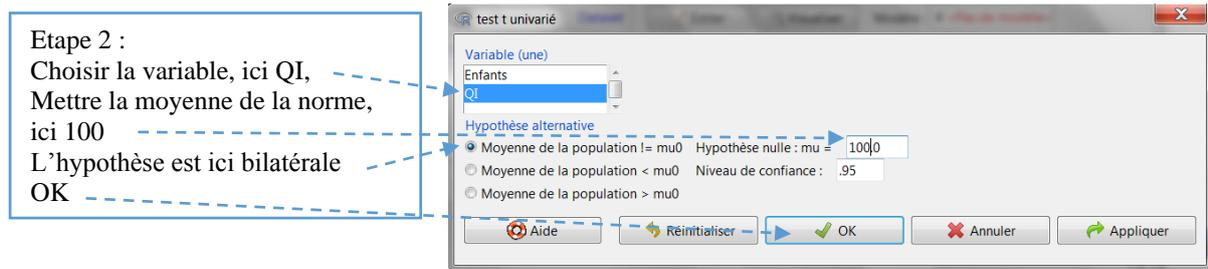 Etape 2 :
Choisir la variable, ici QI,
Mettre la moyenne de la norme,
ici 100
L'hypothèse est ici bilatérale
OK
test t univarié
Variable (une)
Enfants
QI
Hypothèse alternative
Moyenne de la population != mu0 Hypothèse nulle : mu = 100.0
Moyenne de la population < mu0 Niveau de confiance : .95
Moyenne de la population > mu0
Aide Réinitialiser OK Annuler Appliquer